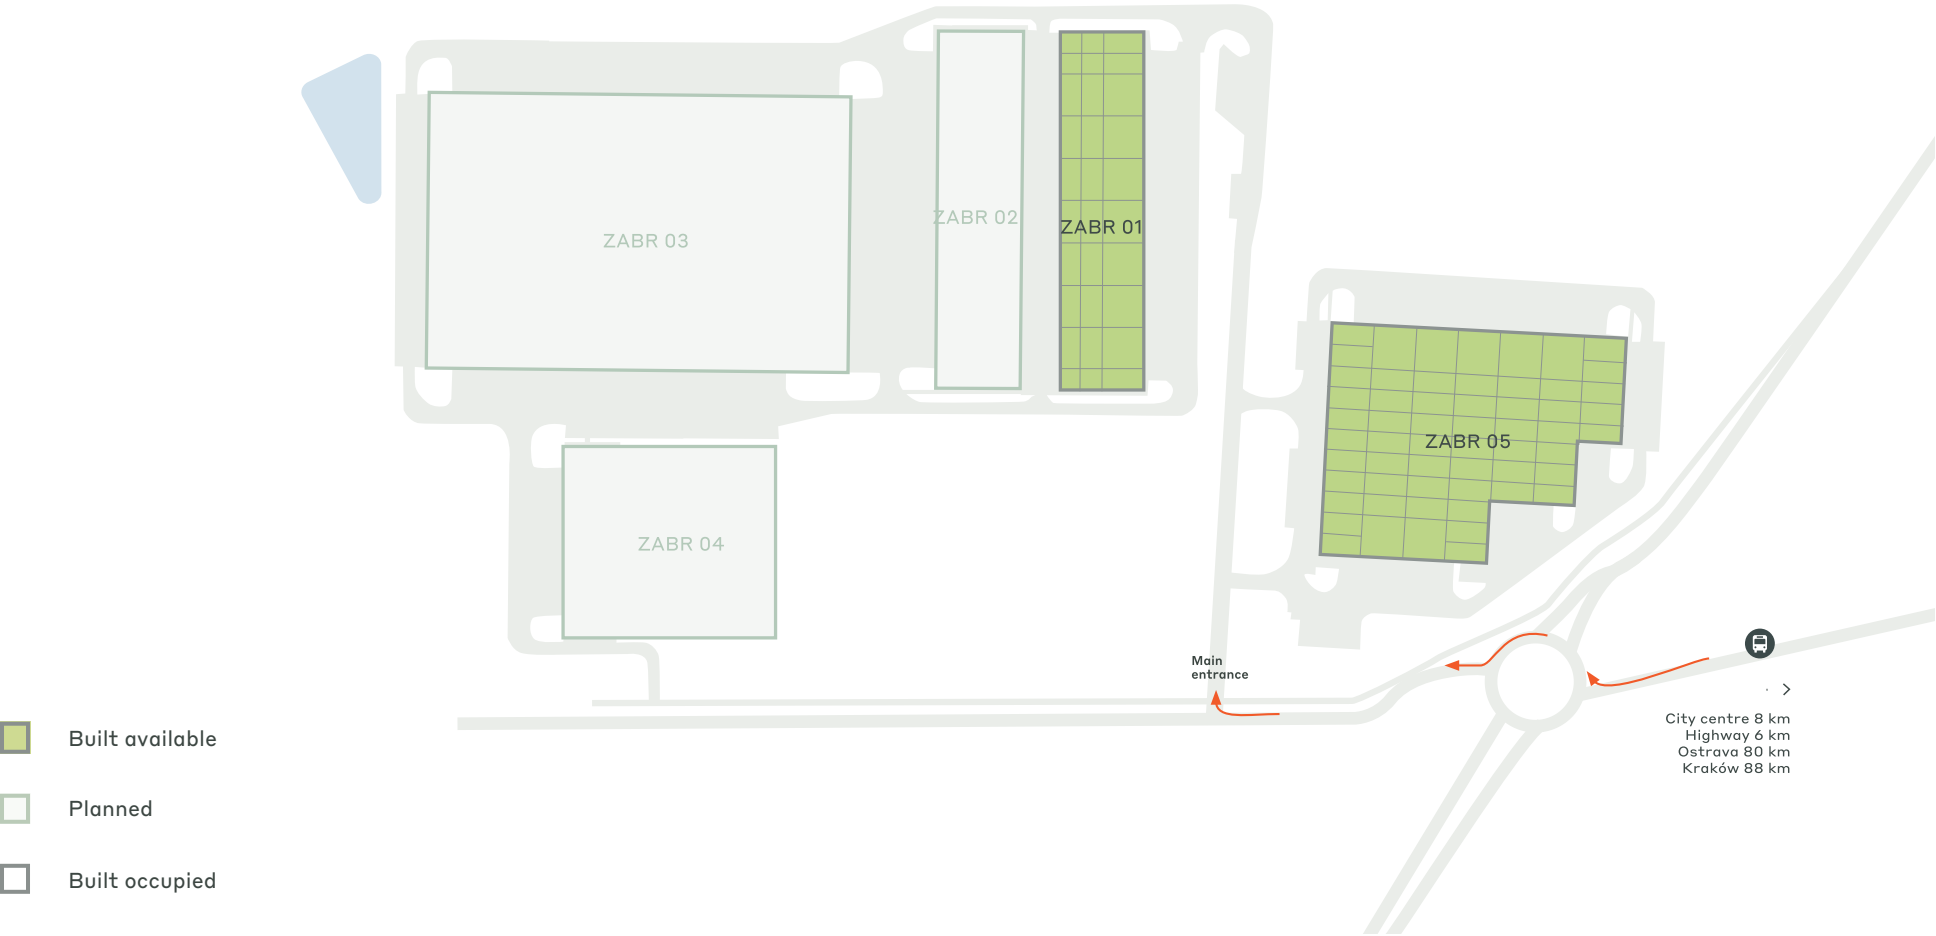 ZABR 03
ZABR 02
ZABR 01
ZABR 05
ZABR 04
Main
entrance
City centre 8 km
Highway 6 km
Ostrava 80 km
Kraków 88 km
Built available
Planned
Built occupied